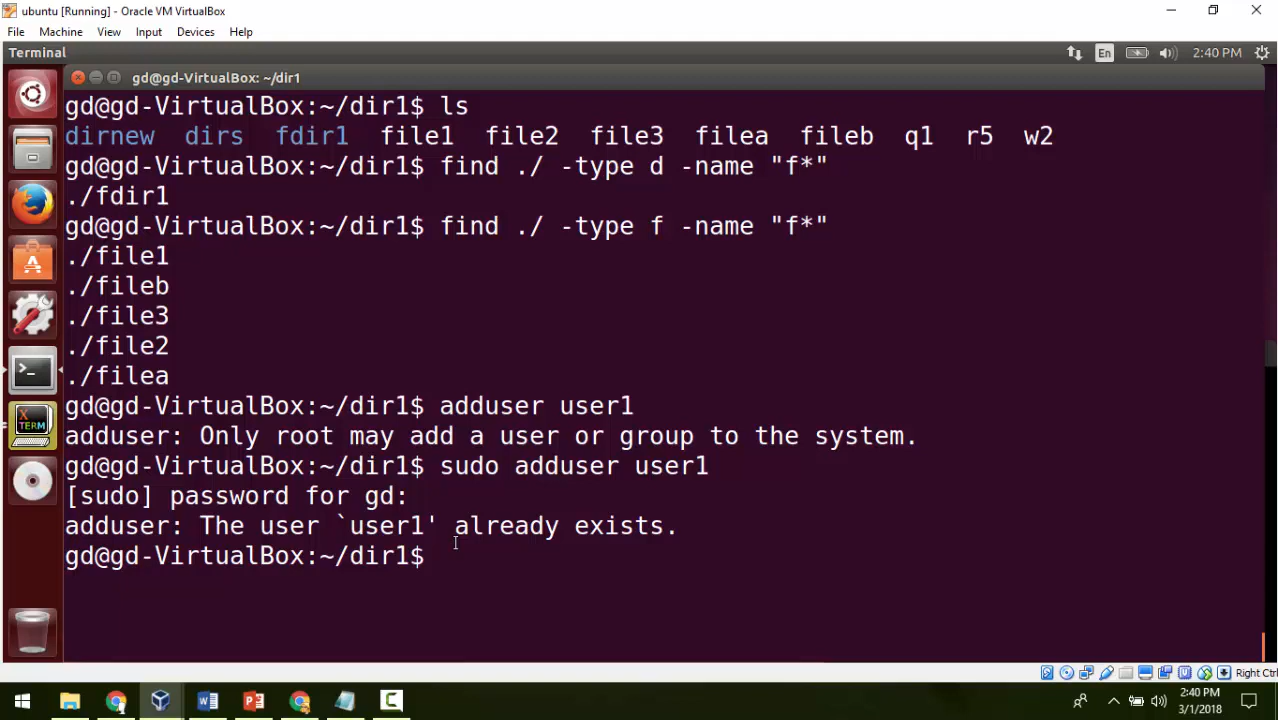 ubuntu [Running] - Oracle VM VirtualBox
File Machine View Input Devices Help
Terminal En 2:40 PM
gd@gd-VirtualBox: ~/dir1
gd@gd-VirtualBox:~/dir1$ ls
dirnew dirs fdir1 file1 file2 file3 filea fileb q1 r5 w2
gd@gd-VirtualBox:~/dir1$ find ./ -type d -name "f*"
./fdir1
gd@gd-VirtualBox:~/dir1$ find ./ -type f -name "f*"
./file1
./fileb
./file3
./file2
./filea
gd@gd-VirtualBox:~/dir1$ adduser user1
adduser: Only root may add a user or group to the system.
gd@gd-VirtualBox:~/dir1$ sudo adduser user1
[sudo] password for gd:
adduser: The user `user1' already exists.
gd@gd-VirtualBox:~/dir1$
X TERM
Right Ctrl
2:40 PM
3/1/2018